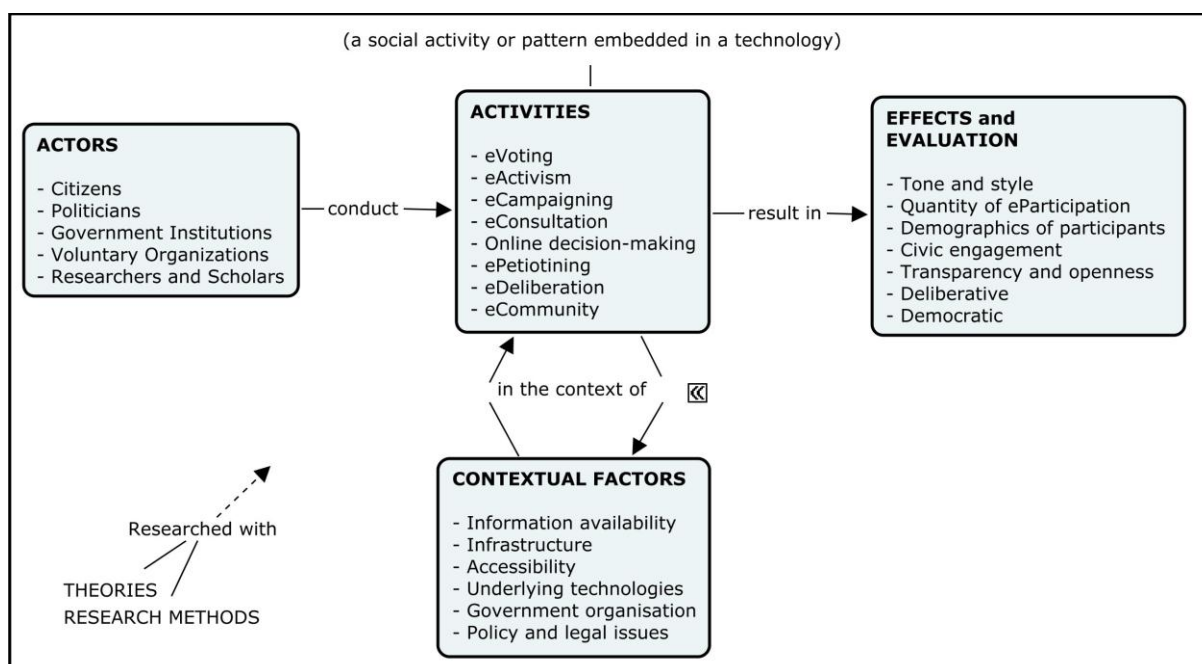 (a social activity or pattern embedded in a technology)
ACTORS
- Citizens
- Politicians
- Government Institutions
- Voluntary Organizations
- Researchers and Scholars
conduct
ACTIVITIES
- eVoting
- eActivism
- eCampaigning
- eConsultation
- Online decision-making
- ePetiotining
- eDeliberation
- eCommunity
result in
EFFECTS and
EVALUATION
- Tone and style
- Quantity of eParticipation
- Demographics of participants
- Civic engagement
- Transparency and openness
- Deliberative
- Democratic
in the context of
CONTEXTUAL FACTORS
- Information availability
- Infrastructure
- Accessibility
- Underlying technologies
- Government organisation
- Policy and legal issues
Researched with
THEORIES
RESEARCH METHODS